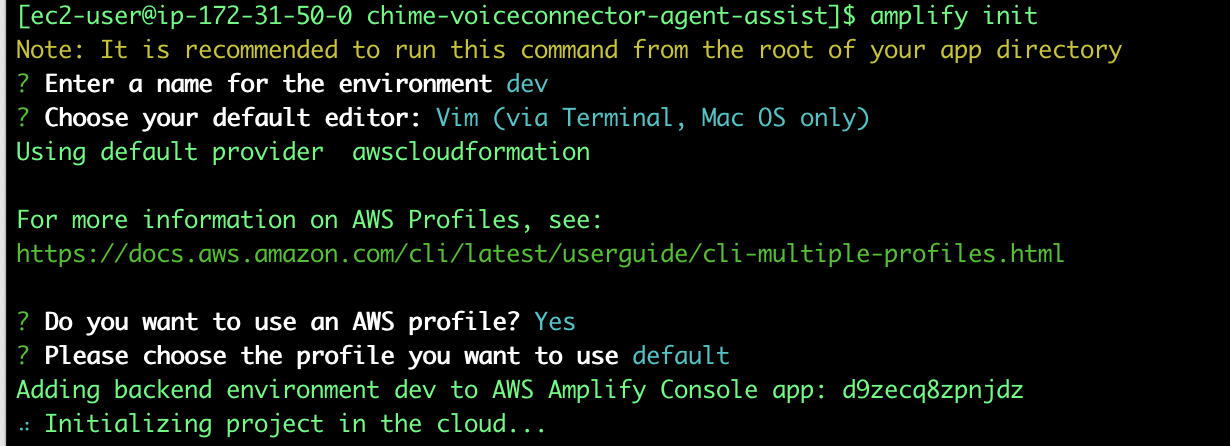 [ec2-user@ip-172-31-50-0 chime-voiceconnector-agent-assist]$ amplify init
Note: It is recommended to run this command from the root of your app directory
? Enter a name for the environment dev
? Choose your default editor: Vim (via Terminal, Mac OS only)
Using default provider  awscloudformation
For more information on AWS Profiles, see:
https://docs.aws.amazon.com/cli/latest/userguide/cli-multiple-profiles.html
? Do you want to use an AWS profile? Yes
? Please choose the profile you want to use default
Adding backend environment dev to AWS Amplify Console app: d9zecq8zpnjdz
⠴ Initializing project in the cloud...